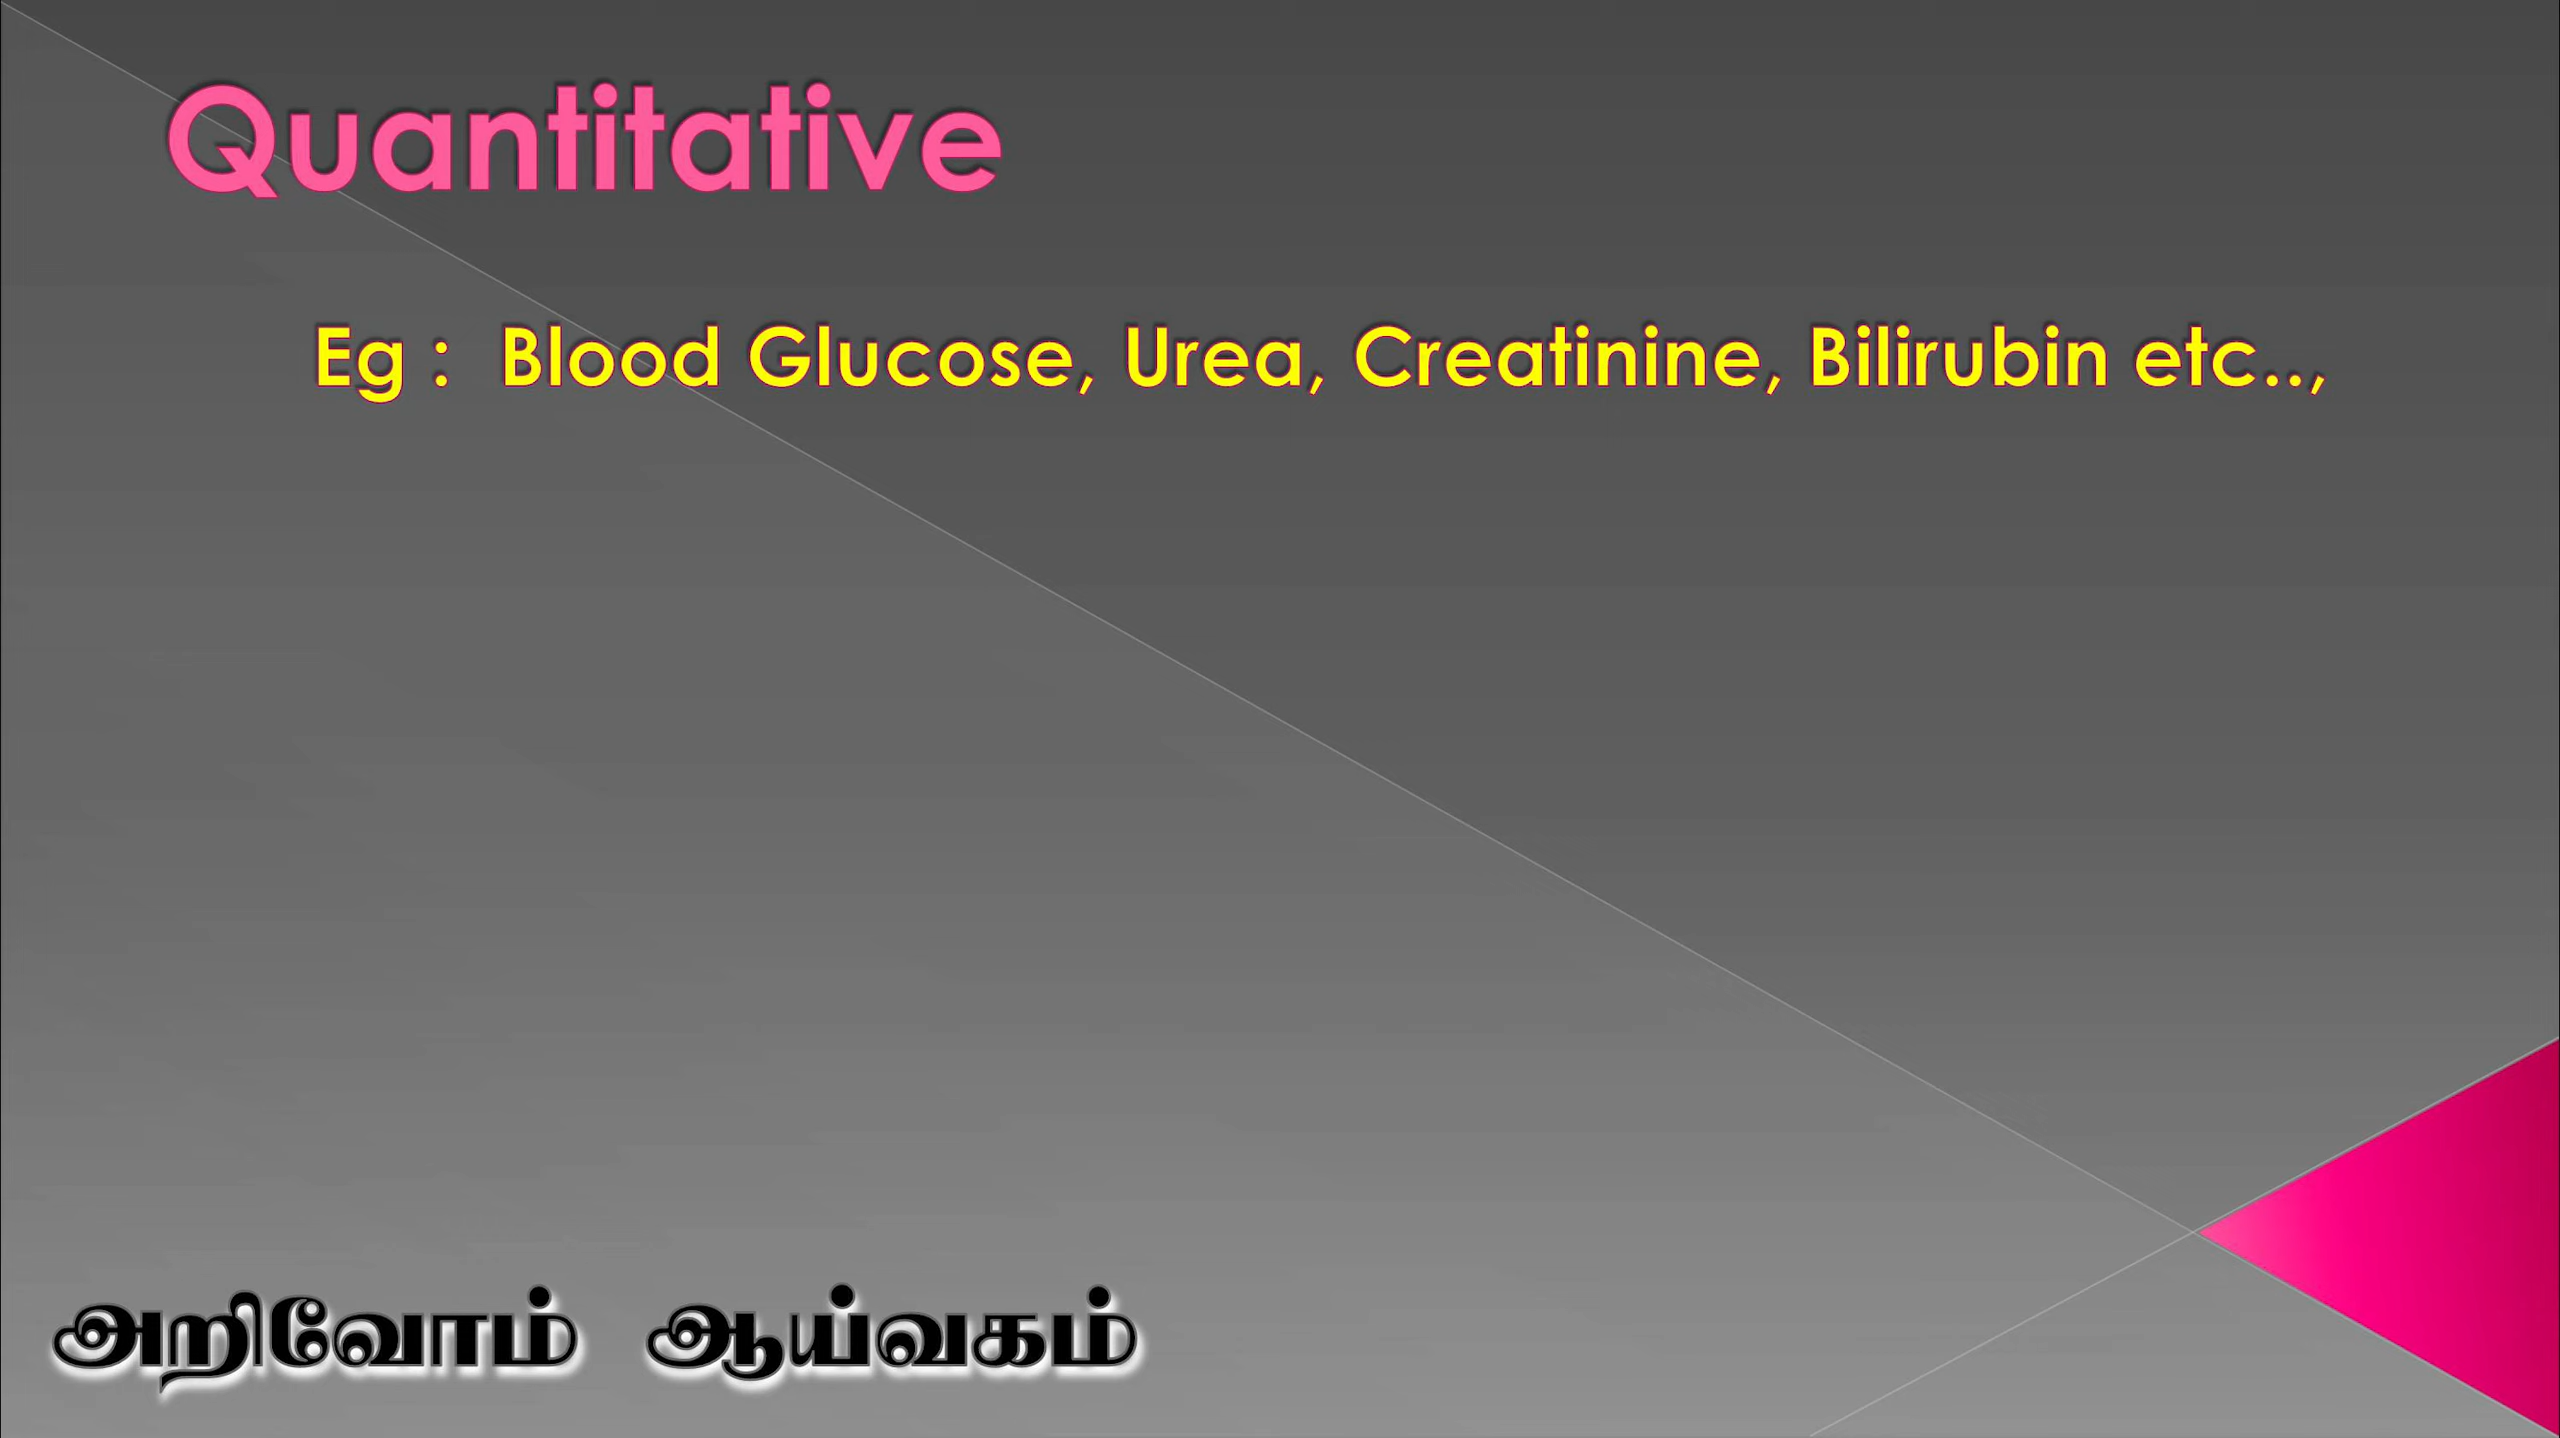 Quantitative
Eg :  Blood Glucose, Urea, Creatinine, Bilirubin etc..,
அறிவோம் ஆய்வகம்